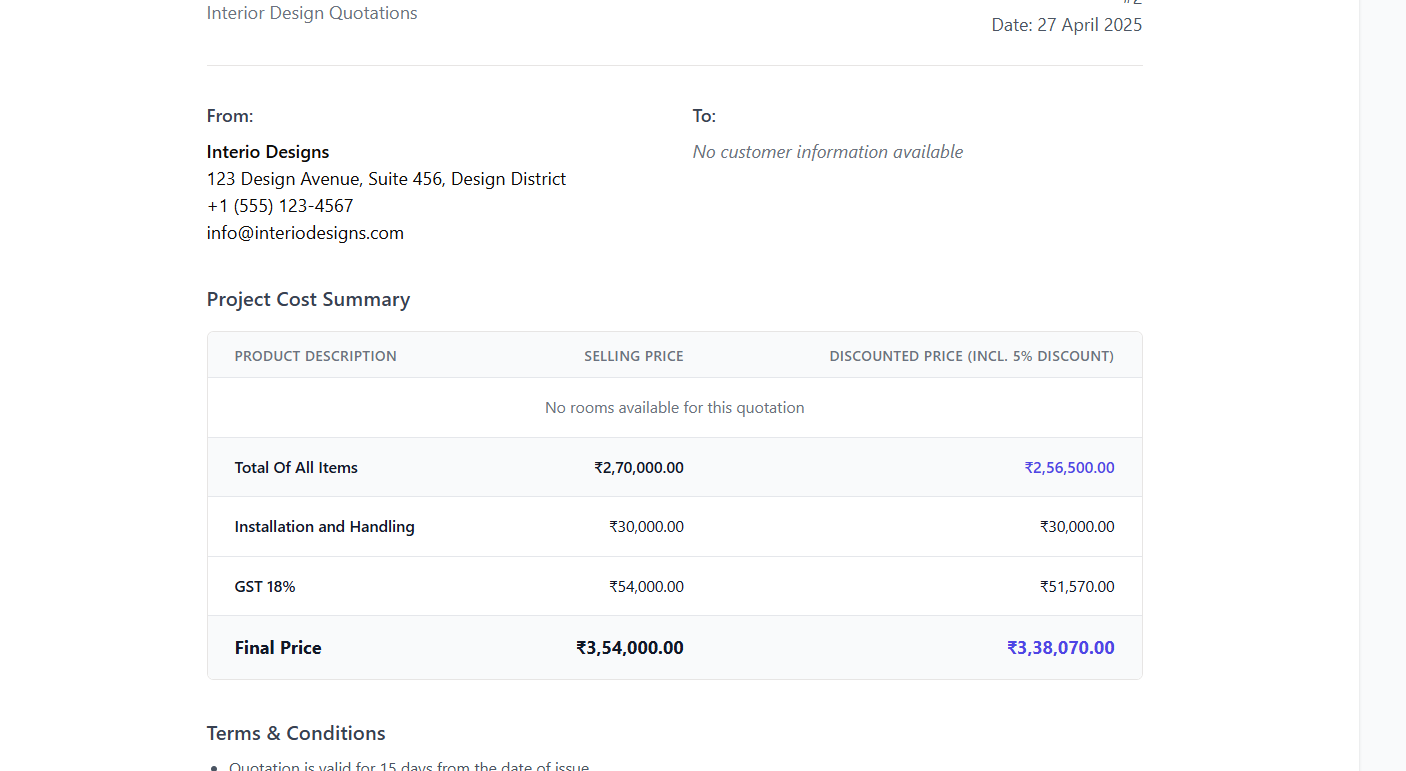 Interior Design Quotations
#2
Date: 27 April 2025
From:
Interio Designs
123 Design Avenue, Suite 456, Design District
+1 (555) 123-4567
info@interiodesigns.com
To:
No customer information available
Project Cost Summary
PRODUCT DESCRIPTION SELLING PRICE DISCOUNTED PRICE (INCL. 5% DISCOUNT)
No rooms available for this quotation
Total Of All Items ₹2,70,000.00 ₹2,56,500.00
Installation and Handling ₹30,000.00 ₹30,000.00
GST 18% ₹54,000.00 ₹51,570.00
Final Price ₹3,54,000.00 ₹3,38,070.00
Terms & Conditions
• Quotation is valid for 15 days from the date of issue